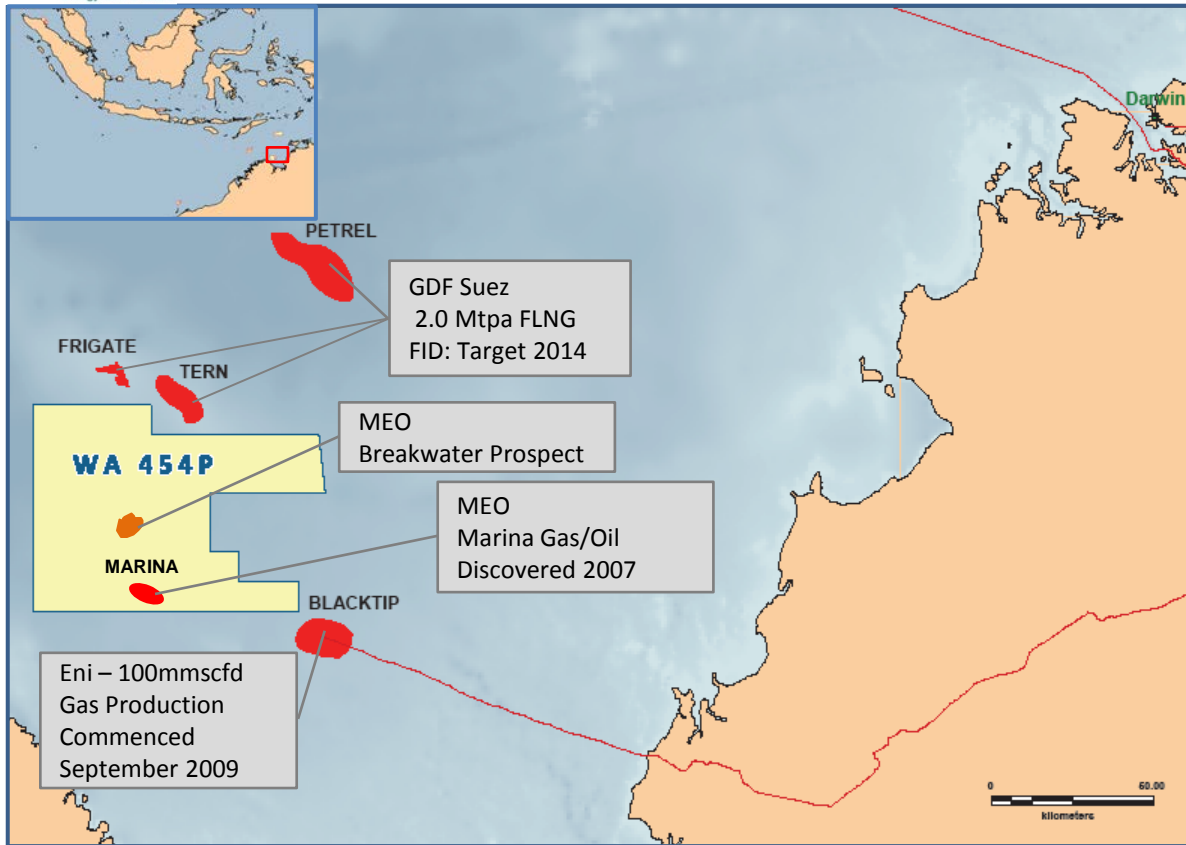 Darwin
PETREL
GDF Suez
2.0 Mtpa FLNG
FID: Target 2014
FRIGATE
TERN
MEO
Breakwater Prospect
WA 454P
MEO
Marina Gas/Oil
Discovered 2007
MARINA
BLACKTIP
Eni – 100mmscfd
Gas Production
Commenced
September 2009
0 60.00
kilometers